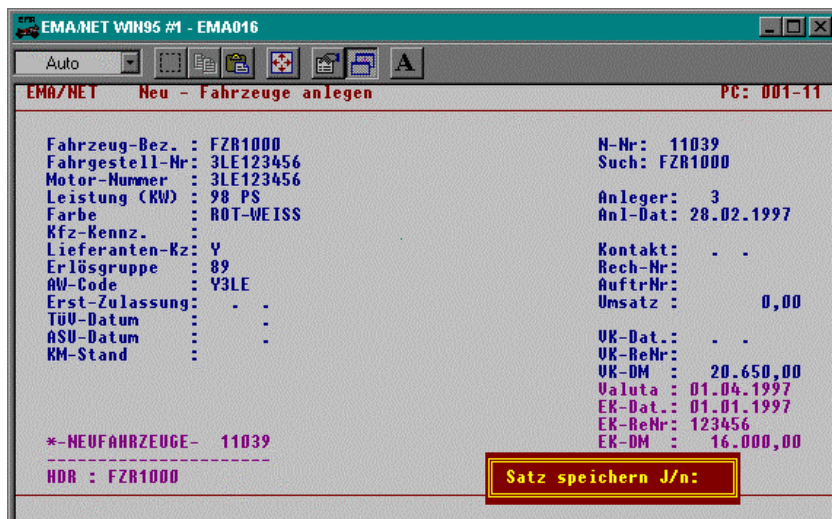 EMA/NET WIN95 #1 - EMA016
Auto
A
EMA/NET Neu - Fahrzeuge anlegen PC: 001-11
Fahrzeug-Bez. : FZR1000 N-Nr: 11039
Fahrgestell-Nr: 3LE123456 Such: FZR1000
Motor-Nummer : 3LE123456
Leistung (KW) : 98 PS Anleger: 3
Farbe : ROT-WEISS Anl-Dat: 28.02.1997
Kfz-Kennz. :
Lieferanten-Kz: Y Kontakt: . .
Erlösgruppe : 89 Rech-Nr:
AW-Code : Y3LE AuftrNr:
Erst-Zulassung: . . Umsatz : 0,00
TüV-Datum : .
ASU-Datum : . VK-Dat.: . .
KM-Stand : VK-ReNr:
VK-DM : 20.650,00
Valuta : 01.04.1997
EK-Dat.: 01.01.1997
EK-ReNr: 123456
*-NEUFAHRZEUGE- 11039 EK-DM : 16.000,00
----------------------
HDR : FZR1000 Satz speichern J/n: